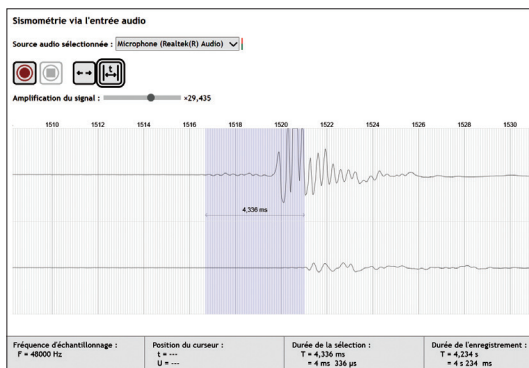 Sismométrie via l'entrée audio
Source audio sélectionnée : Microphone (Realtek(R) Audio)
Amplification du signal : ×29,435
1510 1512 1514 1516 1518 1520 1522 1524 1526 1528 1530
4,336 ms
Fréquence d'échantillonnage : Position du curseur : Durée de la sélection : Durée de l'enregistrement :
F = 48000 Hz t = --- T = 4,336 ms T = 4,234 s
U = --- = 4 ms 336 µs = 4 s 234 ms